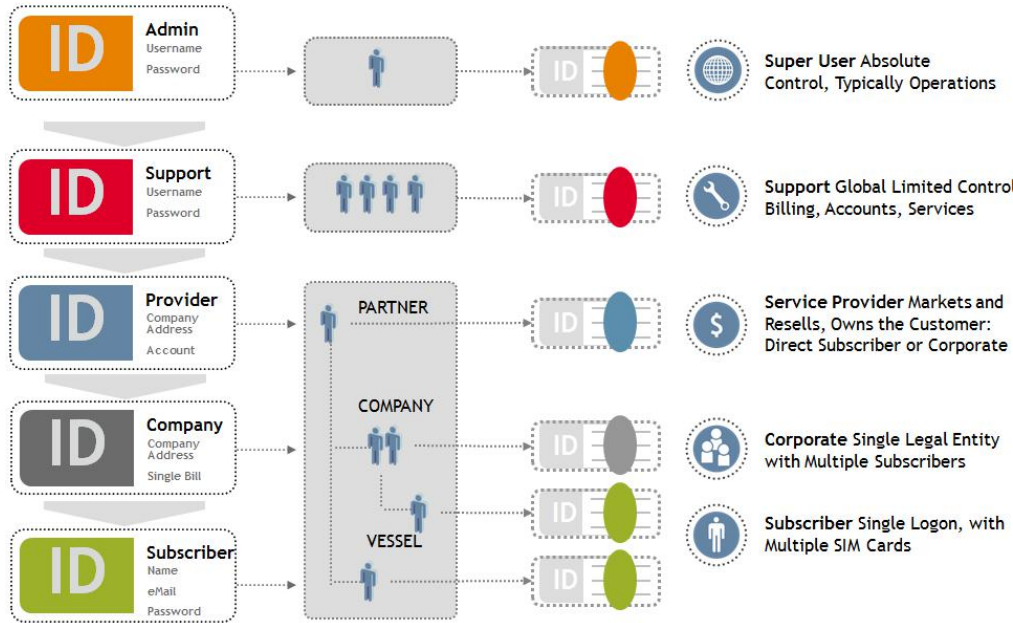 ID
Admin
Username
Password
ID
Super User Absolute
Control, Typically Operations
ID
Support
Username
Password
ID
Support Global Limited Control
Billing, Accounts, Services
ID
Provider
Company
Address
Account
PARTNER
ID
$
Service Provider Markets and
Resells, Owns the Customer:
Direct Subscriber or Corporate
ID
Company
Company
Address
Single Bill
COMPANY
ID
Corporate Single Legal Entity
with Multiple Subscribers
ID
Subscriber
Name
eMail
Password
VESSEL
ID
ID
Subscriber Single Logon, with
Multiple SIM Cards